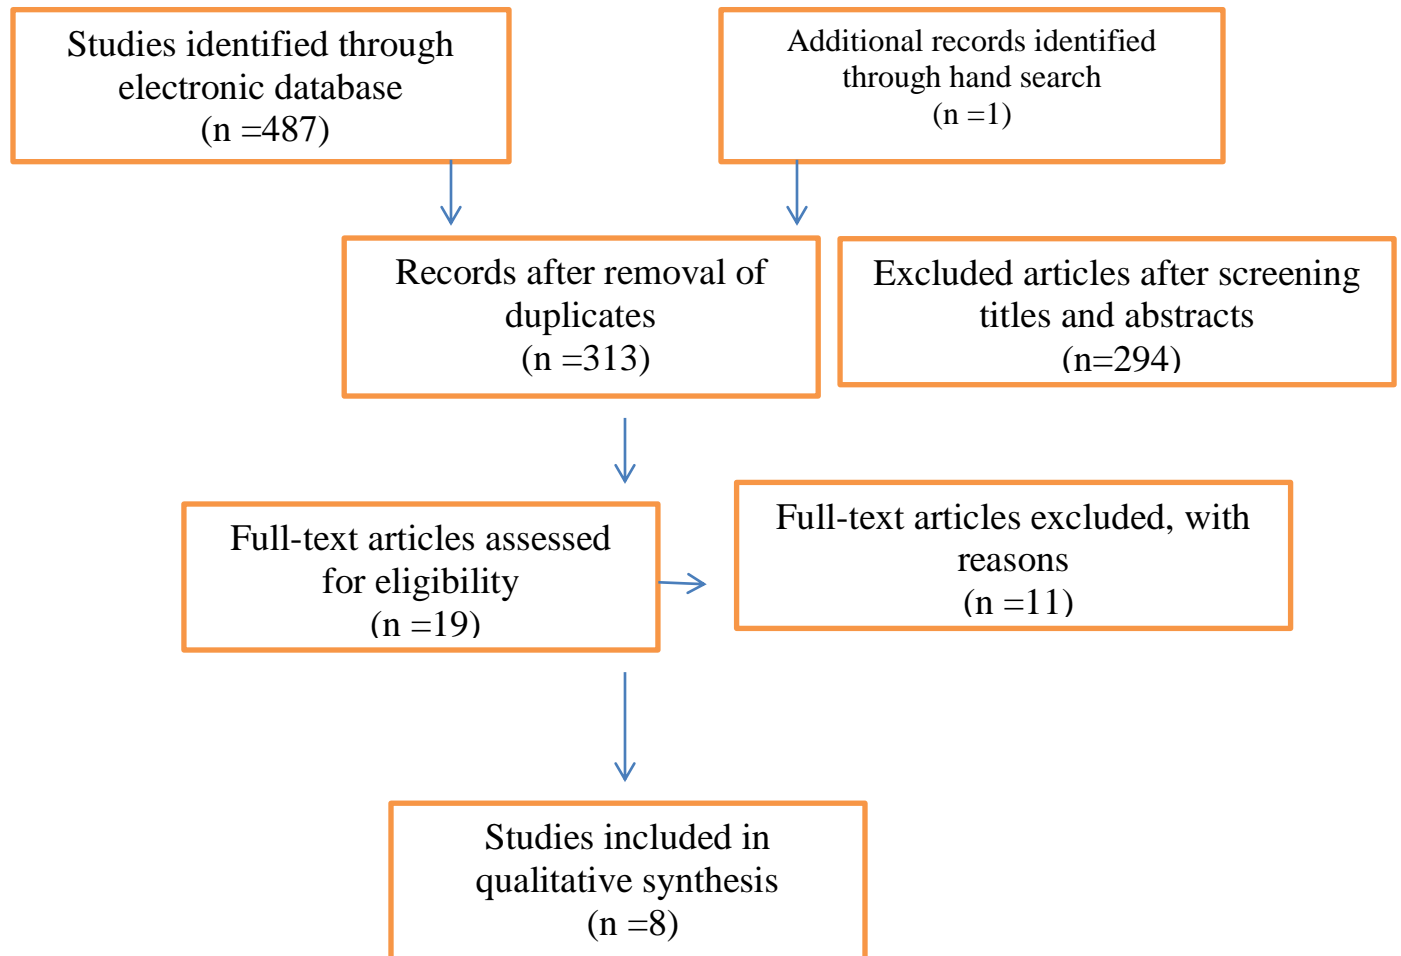 Studies identified through
electronic database
(n =487)
Additional records identified
through hand search
(n =1)
Records after removal of
duplicates
(n =313)
Excluded articles after screening
titles and abstracts
(n=294)
Full-text articles assessed
for eligibility
(n =19)
Full-text articles excluded, with
reasons
(n =11)
Studies included in
qualitative synthesis
(n =8)